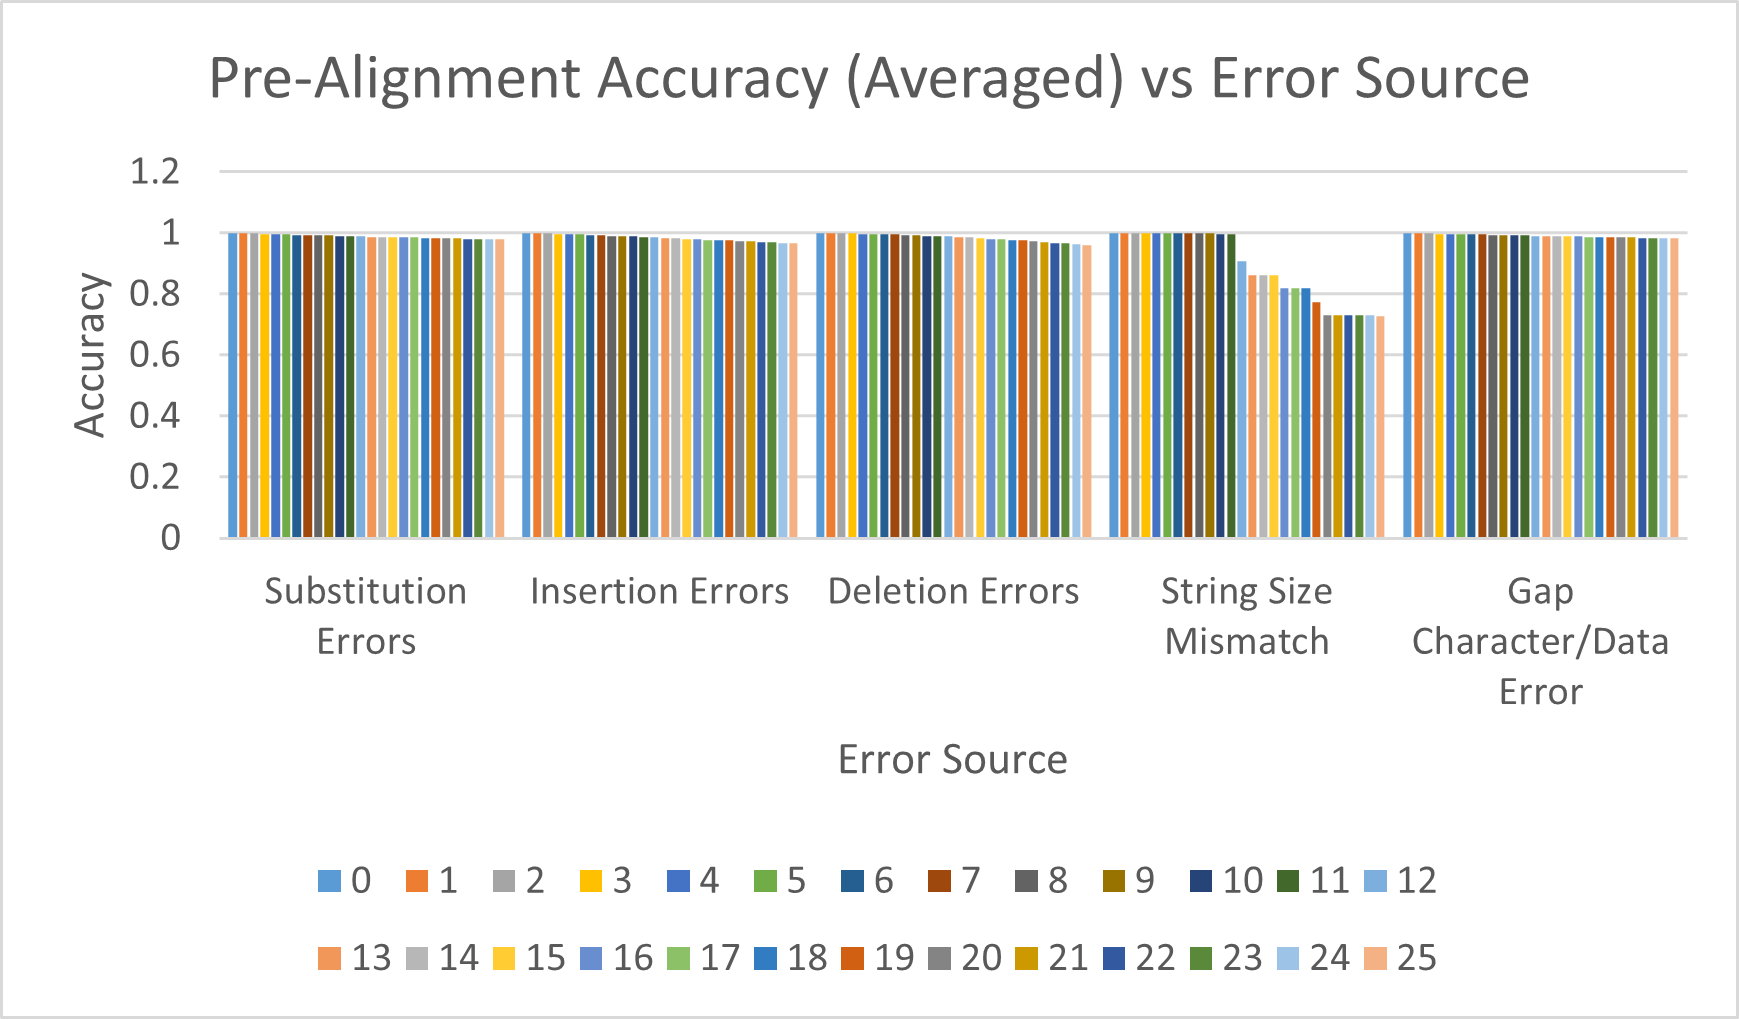 Pre-Alignment Accuracy (Averaged) vs Error Source
1.2
1
0.8
0.6
0.4
0.2
0
Accuracy
Substitution Errors
Insertion Errors
Deletion Errors
String Size Mismatch
Gap Character/Data Error
Error Source
0 1 2 3 4 5 6 7 8 9 10 11 12
13 14 15 16 17 18 19 20 21 22 23 24 25